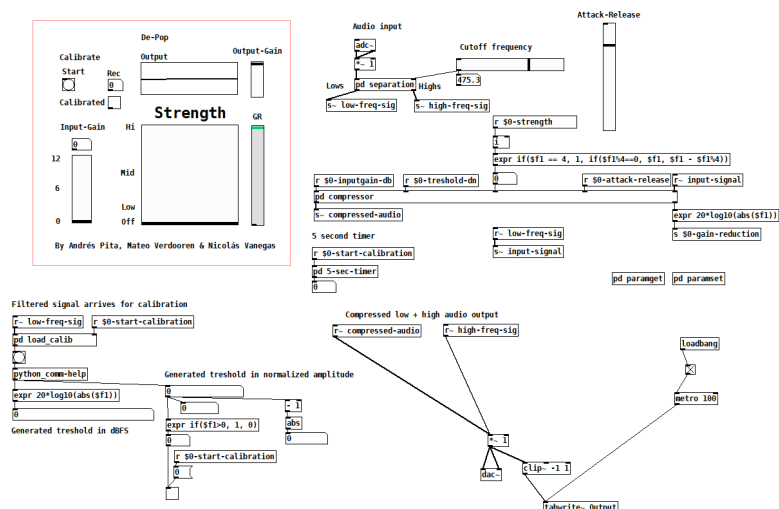 De-Pop
Calibrate
Start
Rec
0
Calibrated
Output
Output-Gain
Strength
GR
Input-Gain
0
12
6
0
Hi
Mid
Low
Off
By Andrés Pita, Mateo Verdooren & Nicolás Vanegas
Audio input
adc~
*~ 1
Lows
pd separation
Highs
s~ low-freq-sig
s~ high-freq-sig
Cutoff frequency
475.3
Attack-Release
r $0-strength
i
expr if($f1 == 4, 1, if($f1%4==0, $f1, $f1 - $f1%4))
0
r $0-inputgain-db
r $0-treshold-dn
r $0-attack-release
r~ input-signal
pd compressor
s~ compressed-audio
expr 20*log10(abs($f1))
s $0-gain-reduction
5 second timer
r $0-start-calibration
pd 5-sec-timer
0
r~ low-freq-sig
s~ input-signal
pd paramget
pd paramset
Filtered signal arrives for calibration
r~ low-freq-sig
r $0-start-calibration
pd load_calib
python_comm-help
expr 20*log10(abs($f1))
0
Generated treshold in dBFS
Generated treshold in normalized amplitude
0
0
- 1
expr if($f1>0, 1, 0)
abs
0
0
r $0-start-calibration
0
Compressed low + high audio output
r~ compressed-audio
r~ high-freq-sig
*~ 1
dac~
clip~ -1 1
loadbang
metro 100
tabwrite~ Output